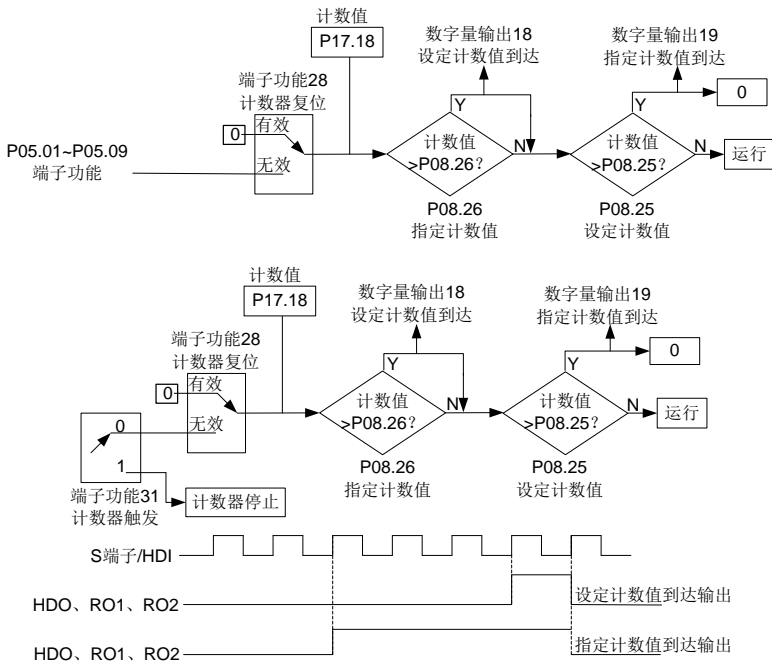 计数值
P17.18
数字量输出18
设定计数值到达
数字量输出19
指定计数值到达
端子功能28
计数器复位
0
有效
无效
P05.01~P05.09
端子功能
Y
计数值
>P08.26?
N
P08.26
指定计数值
Y
0
计数值
>P08.25?
N
运行
P08.25
设定计数值
计数值
P17.18
数字量输出18
设定计数值到达
数字量输出19
指定计数值到达
端子功能28
计数器复位
0
有效
无效
0
1
端子功能31
计数器触发
计数器停止
Y
计数值
>P08.26?
N
P08.26
指定计数值
Y
0
计数值
>P08.25?
N
运行
P08.25
设定计数值
S端子/HDI
HDO、RO1、RO2
设定计数值到达输出
HDO、RO1、RO2
指定计数值到达输出